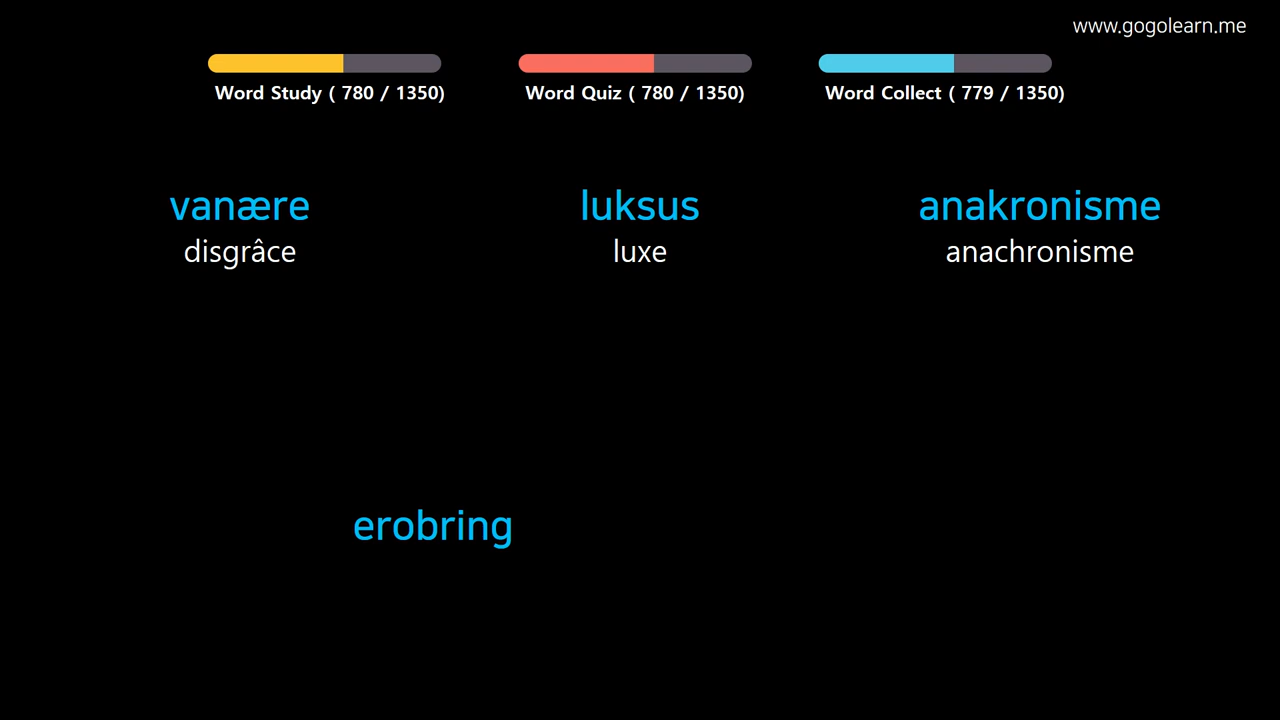 www.gogolearn.me
Word Study ( 780 / 1350)
Word Quiz ( 780 / 1350)
Word Collect ( 779 / 1350)
vanære
luksus
anakronisme
disgrâce
luxe
anachronisme
erobring